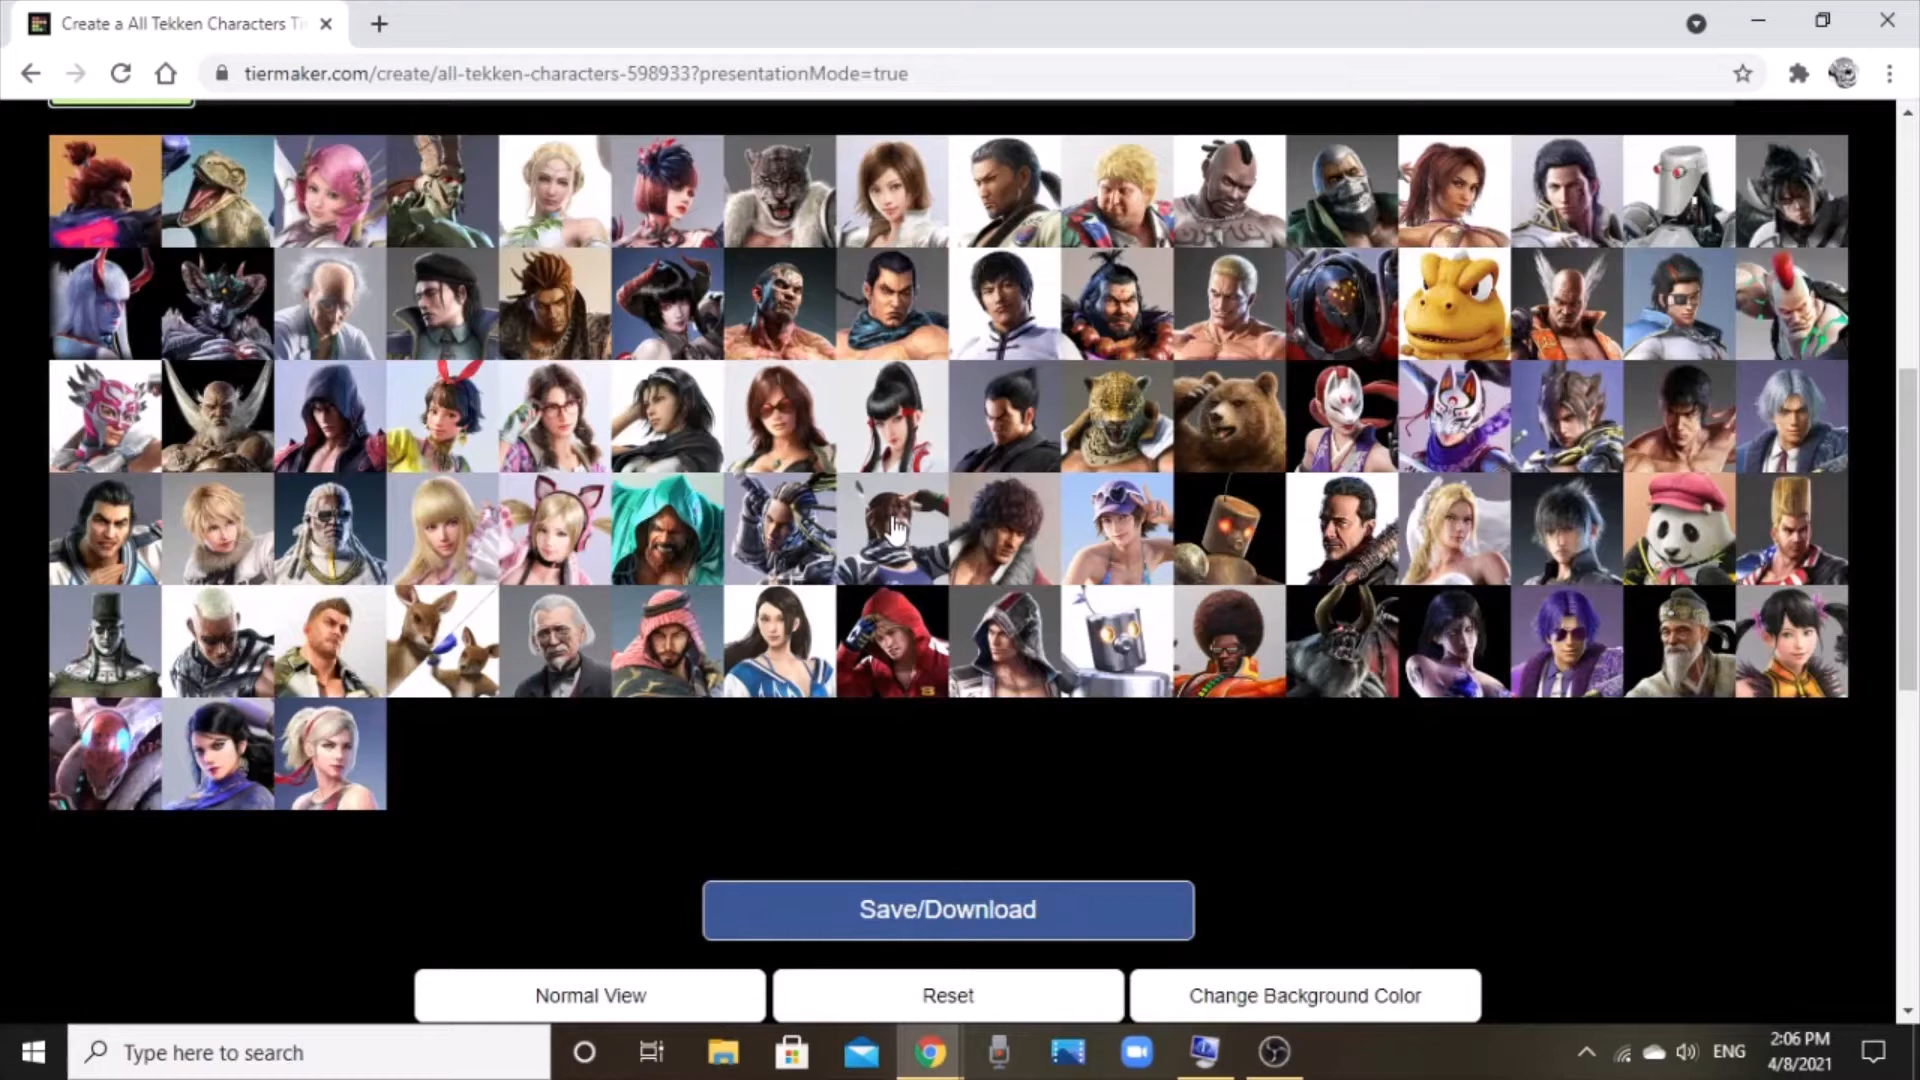 Create a All Tekken Characters Ti
tiermaker.com/create/all-tekken-characters-598933?presentationMode=true
Save/Download
Normal View
Reset
Change Background Color
Type here to search
ENG
2:06 PM
4/8/2021